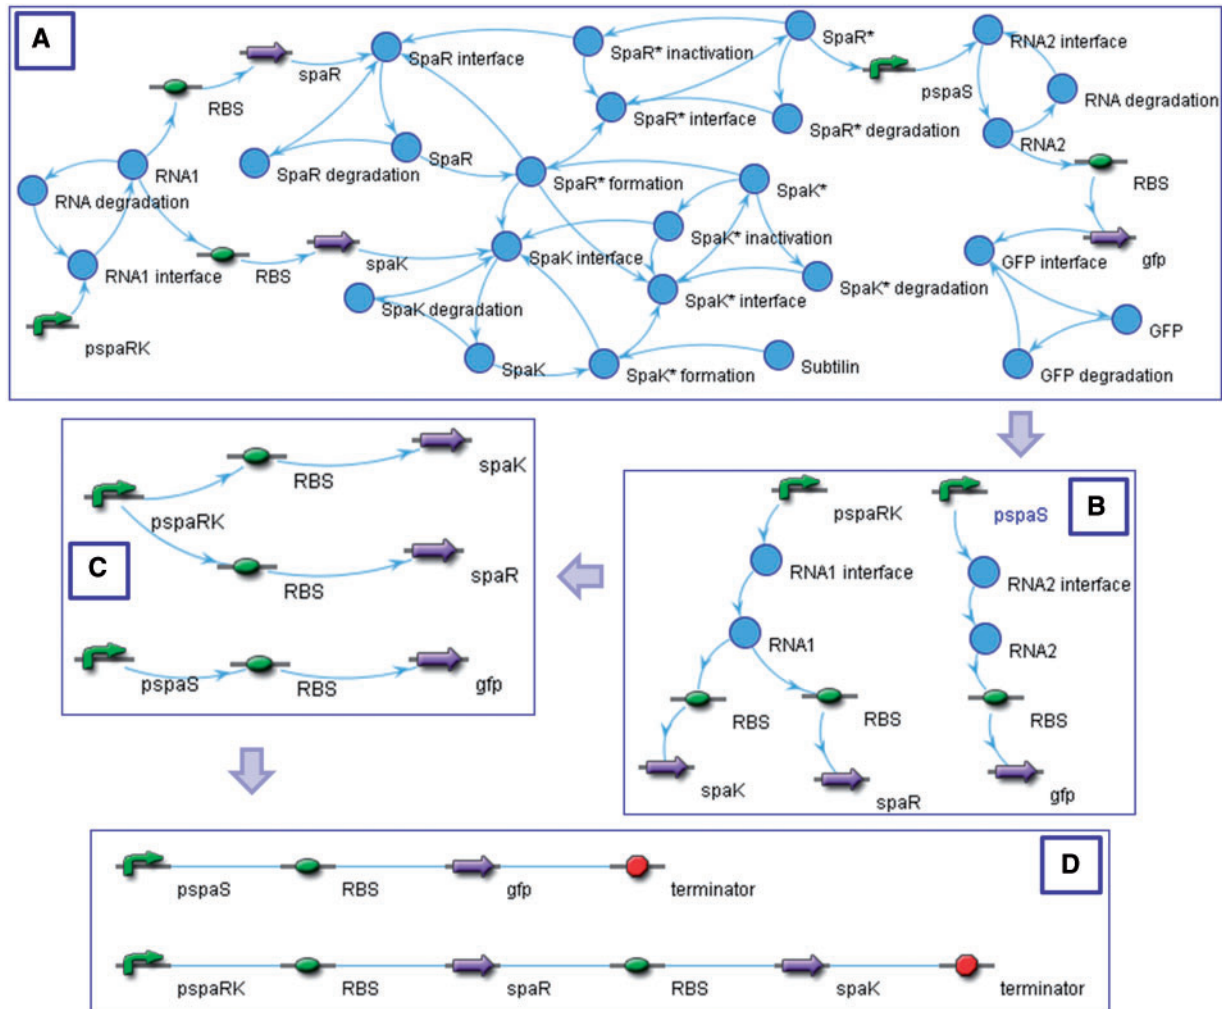 A
spaR
SpaR interface
SpaR* inactivation
SpaR*
RNA2 interface
RBS
pspaS
RNA degradation
SpaR* interface
SpaR* degradation
RNA1
SpaR degradation
SpaR
RNA2
RNA degradation
SpaR* formation
SpaK*
RBS
RNA1 interface
RBS
spaK
SpaK interface
SpaK* inactivation
GFP interface
gfp
SpaK degradation
SpaK* interface
SpaK* degradation
pspaRK
SpaK
SpaK* formation
Subtilin
GFP
GFP degradation
B
pspaRK
pspaS
RNA1 interface
RNA2 interface
RNA1
RNA2
RBS
RBS
RBS
spaK
spaR
gfp
C
spaK
RBS
pspaRK
RBS
spaR
pspaS
RBS
gfp
D
pspaS
RBS
gfp
terminator
pspaRK
RBS
spaR
RBS
spaK
terminator